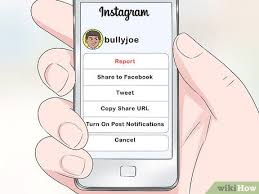 Instagram
bullyjoe
Report
Share to Facebook
Tweet
Copy Share URL
Turn On Post Notifications
Cancel
wikiHow